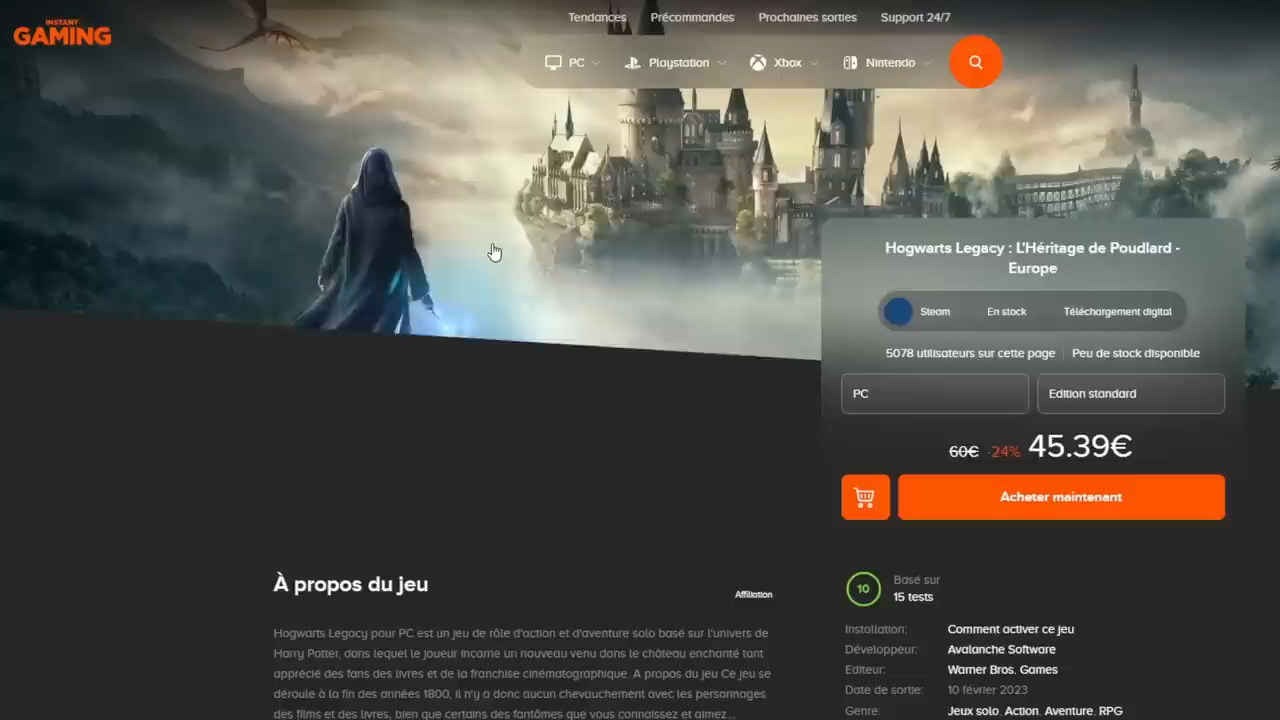 INSTANT
GAMING
Tendances Précommandes Prochaines sorties Support 24/7
PC Playstation Xbox Nintendo
Hogwarts Legacy : L'Héritage de Poudlard -
Europe
Steam En stock Téléchargement digital
5078 utilisateurs sur cette page Peu de stock disponible
PC Edition standard
60€ -24% 45.39€
Acheter maintenant
À propos du jeu
Affiliation
Hogwarts Legacy pour PC est un jeu de rôle d'action et d'aventure solo basé sur l'univers de
Harry Potter, dans lequel le joueur incarne un nouveau venu dans le château enchanté tant
apprécié des fans des livres et de la franchise cinématographique. A propos du jeu Ce jeu se
déroule à la fin des années 1800, il n'y a donc aucun chevauchement avec les personnages
des films et des livres, bien que certains des fantômes que vous connaissez et aimez...
10
Basé sur
15 tests
Installation: Comment activer ce jeu
Développeur: Avalanche Software
Editeur: Warner Bros. Games
Date de sortie: 10 février 2023
Genre: Jeux solo, Action, Aventure, RPG